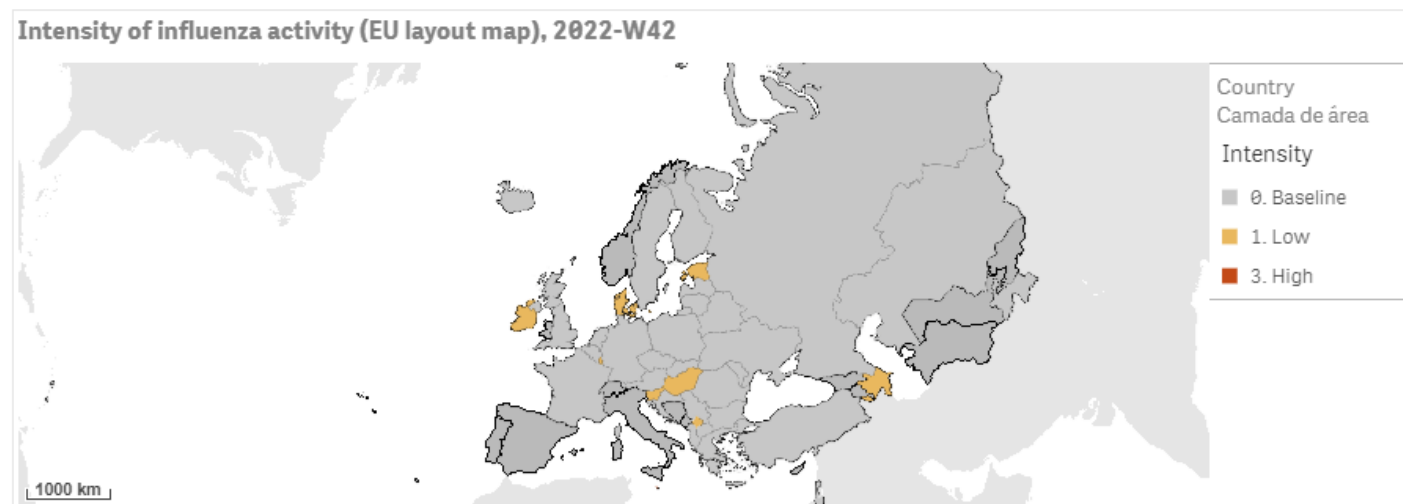 Intensity of influenza activity (EU layout map), 2022-W42
Country
Camada de área
Intensity
0. Baseline
1. Low
3. High
1000 km